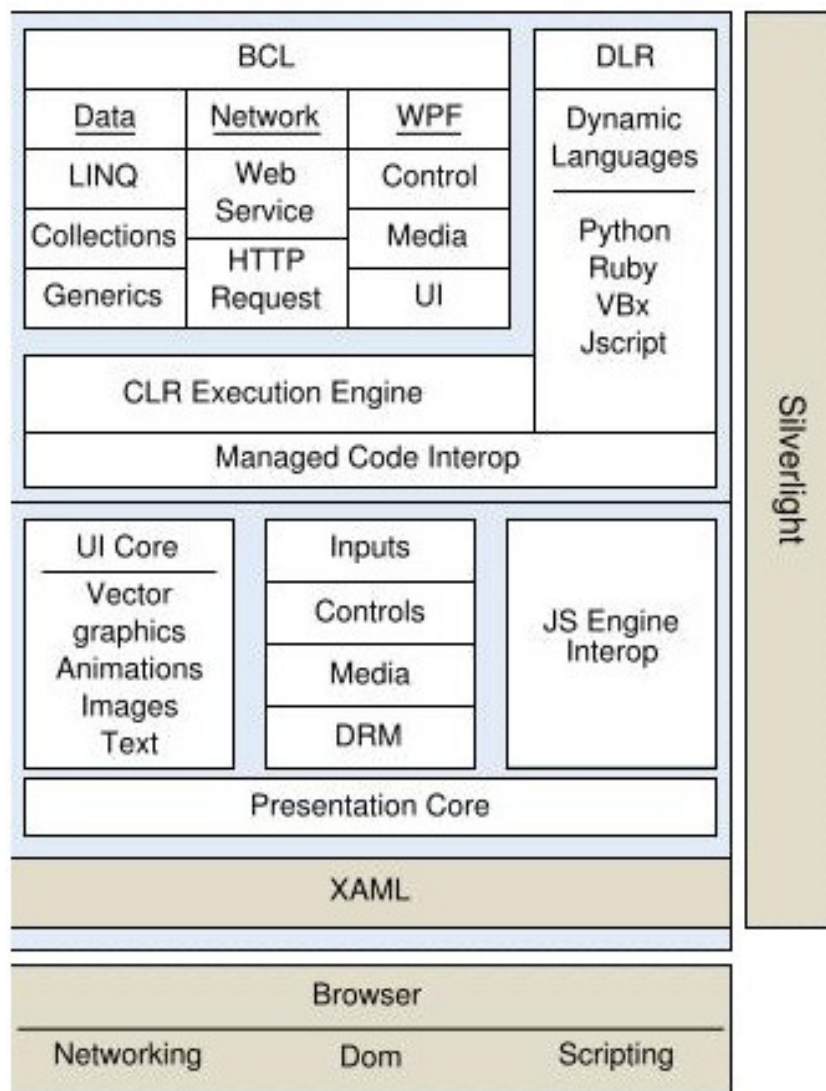 BCL
DLR
Data
Network
WPF
Dynamic
Languages
LINQ
Web
Service
Control
Collections
Media
Generics
HTTP
Request
UI
Python
Ruby
VBx
Jscript
CLR Execution Engine
Managed Code Interop
Silverlight
UI Core
Vector
graphics
Animations
Images
Text
Inputs
Controls
Media
DRM
JS Engine
Interop
Presentation Core
XAML
Browser
Networking
Dom
Scripting